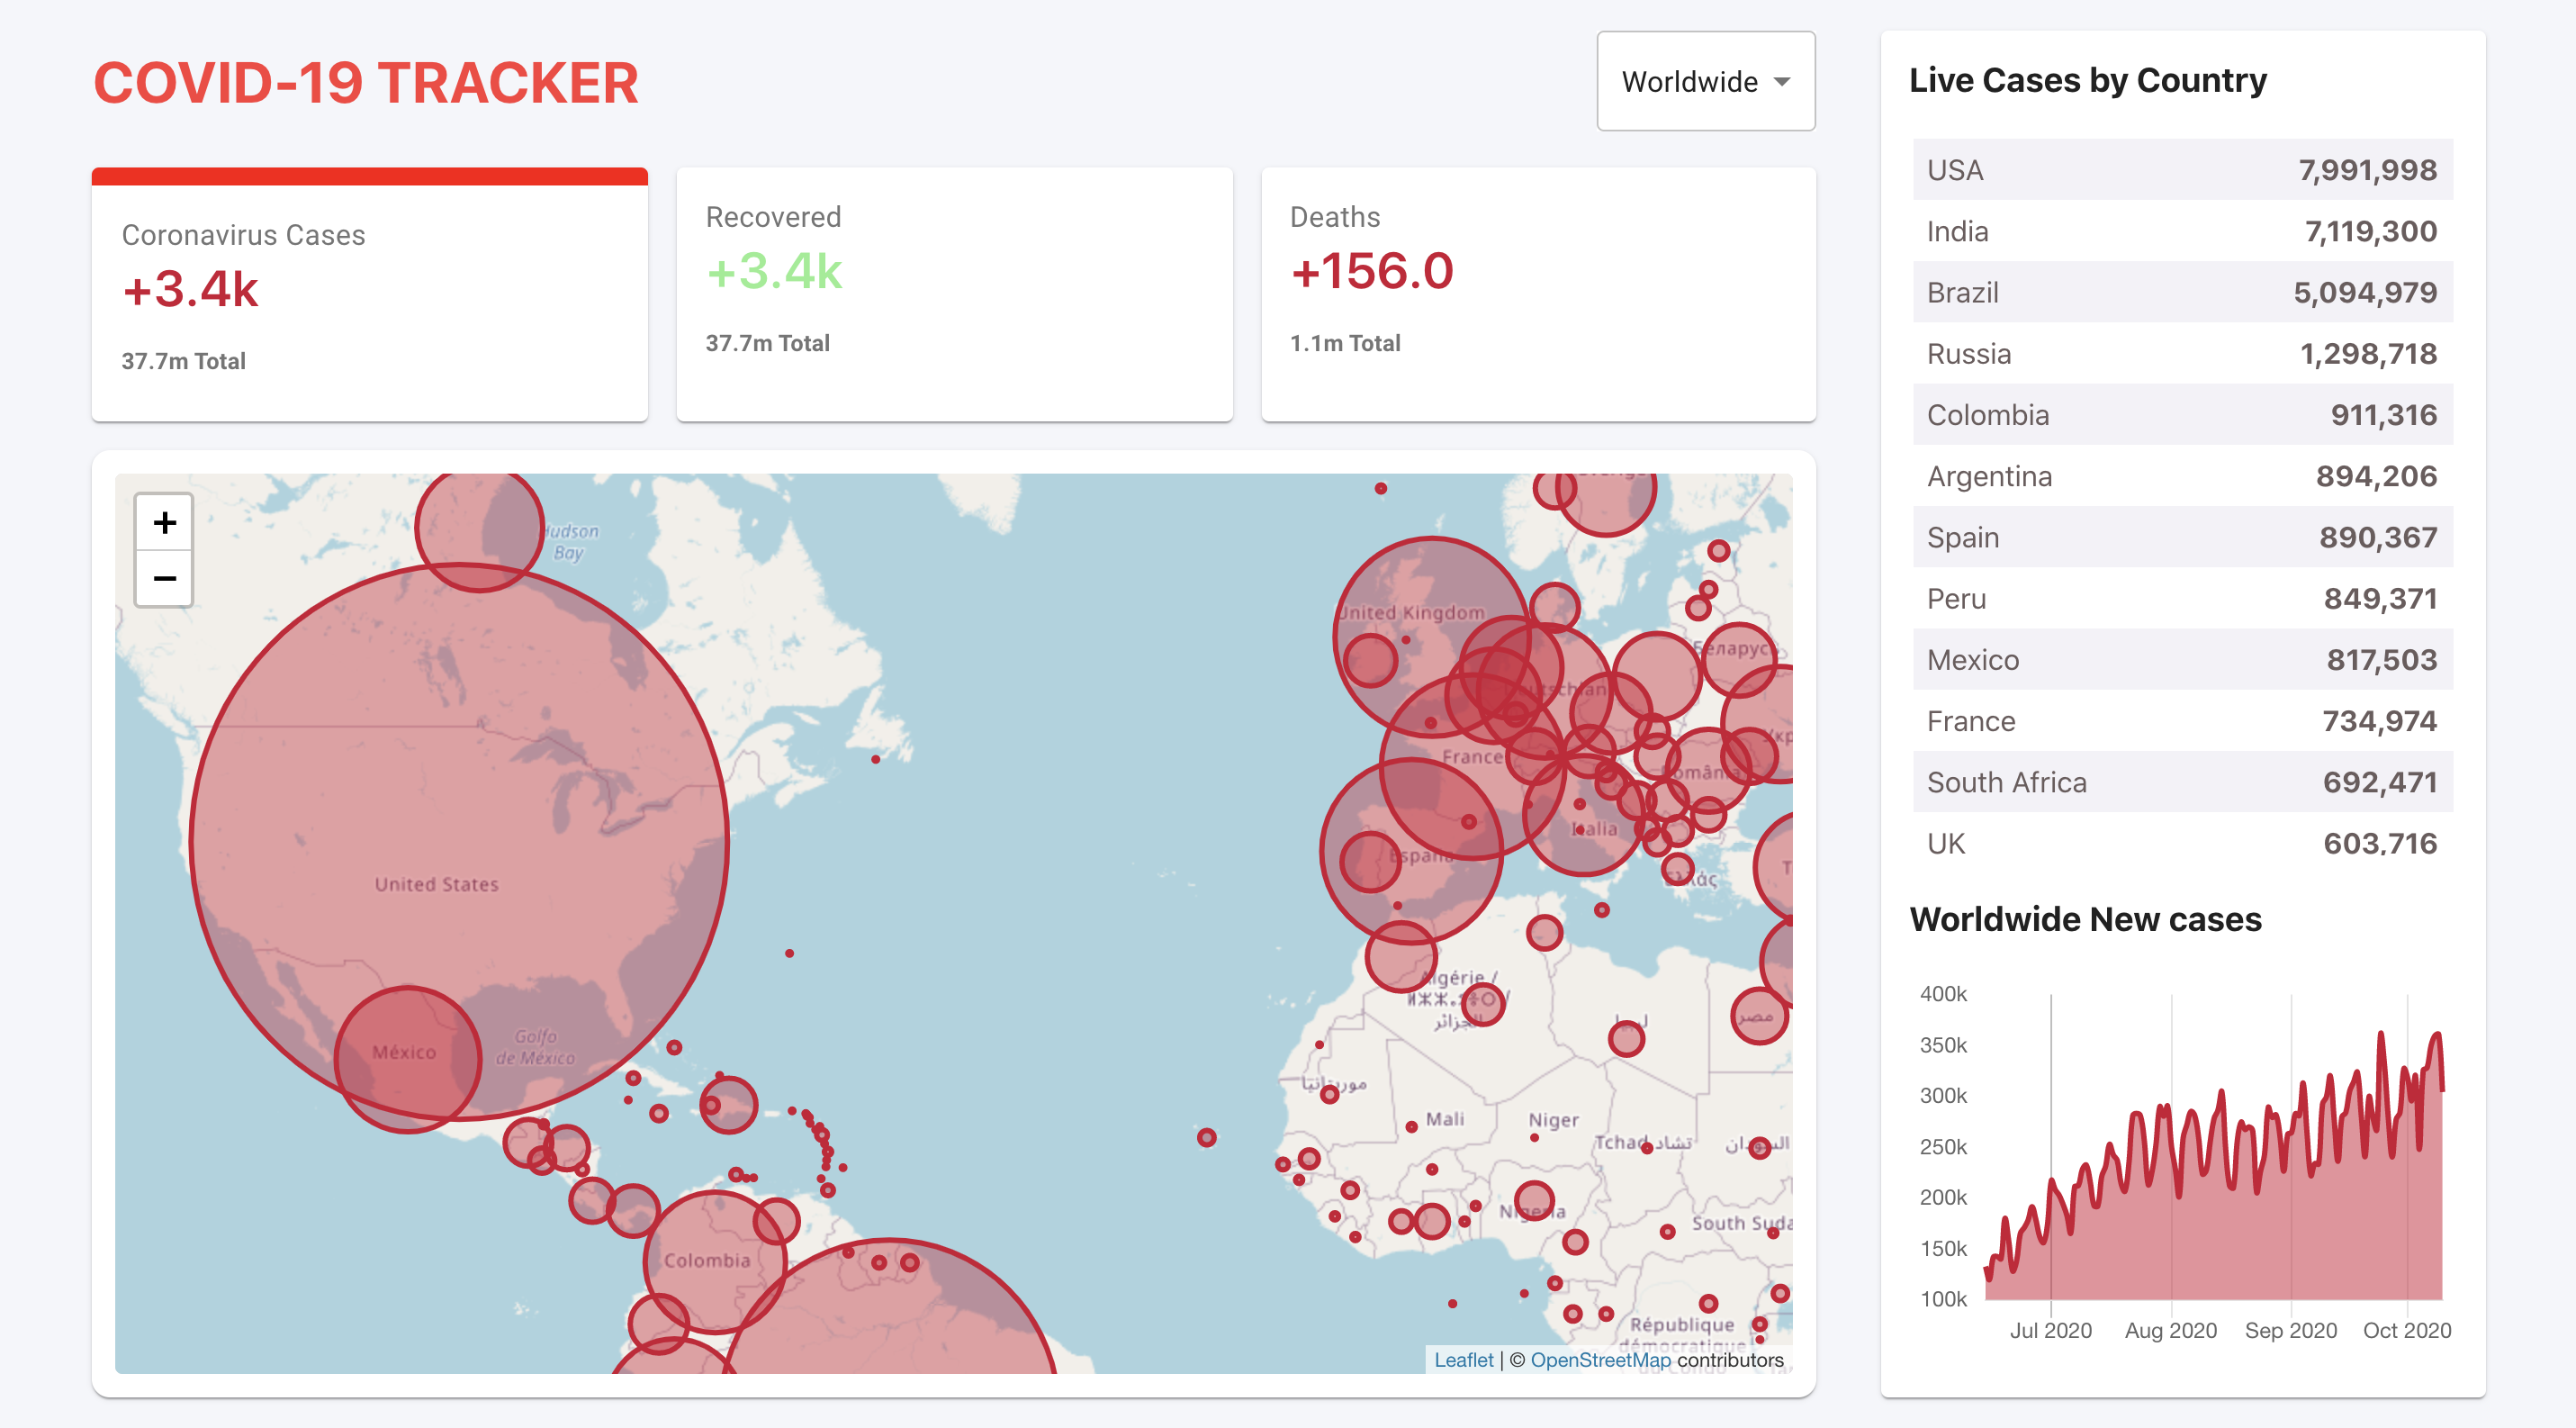 COVID-19 TRACKER
Worldwide
Coronavirus Cases
+3.4k
37.7m Total
Recovered
+3.4k
37.7m Total
Deaths
+156.0
1.1m Total
+
−
Hudson
Bay
United States
México
Golfo
de México
Colombia
United Kingdom
Беларусь
France
España
Italia
Algérie /
الجزائر
ليبيا
مصر
موريتانيا
Mali
Niger
Tchad تشاد
السودان
Nigeria
South Suda
République
démocratique
du Congo
Leaflet | © OpenStreetMap contributors
Live Cases by Country
USA 7,991,998
India 7,119,300
Brazil 5,094,979
Russia 1,298,718
Colombia 911,316
Argentina 894,206
Spain 890,367
Peru 849,371
Mexico 817,503
France 734,974
South Africa 692,471
UK 603,716
Worldwide New cases
400k
350k
300k
250k
200k
150k
100k
Jul 2020 Aug 2020 Sep 2020 Oct 2020